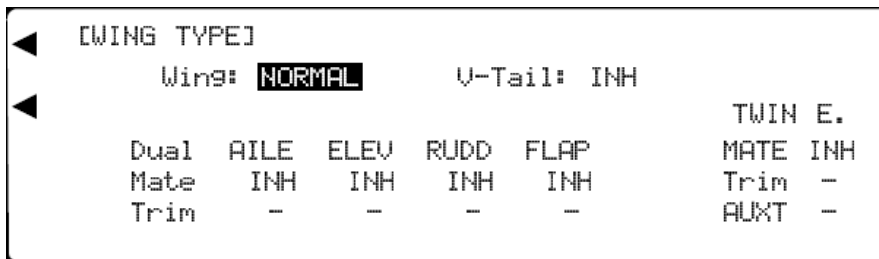 [WING TYPE]
Wing: NORMAL V-Tail: INH
TWIN E.
Dual AILE ELEV RUDD FLAP MATE INH
Mate INH INH INH INH Trim –
Trim – – – – AUXT –